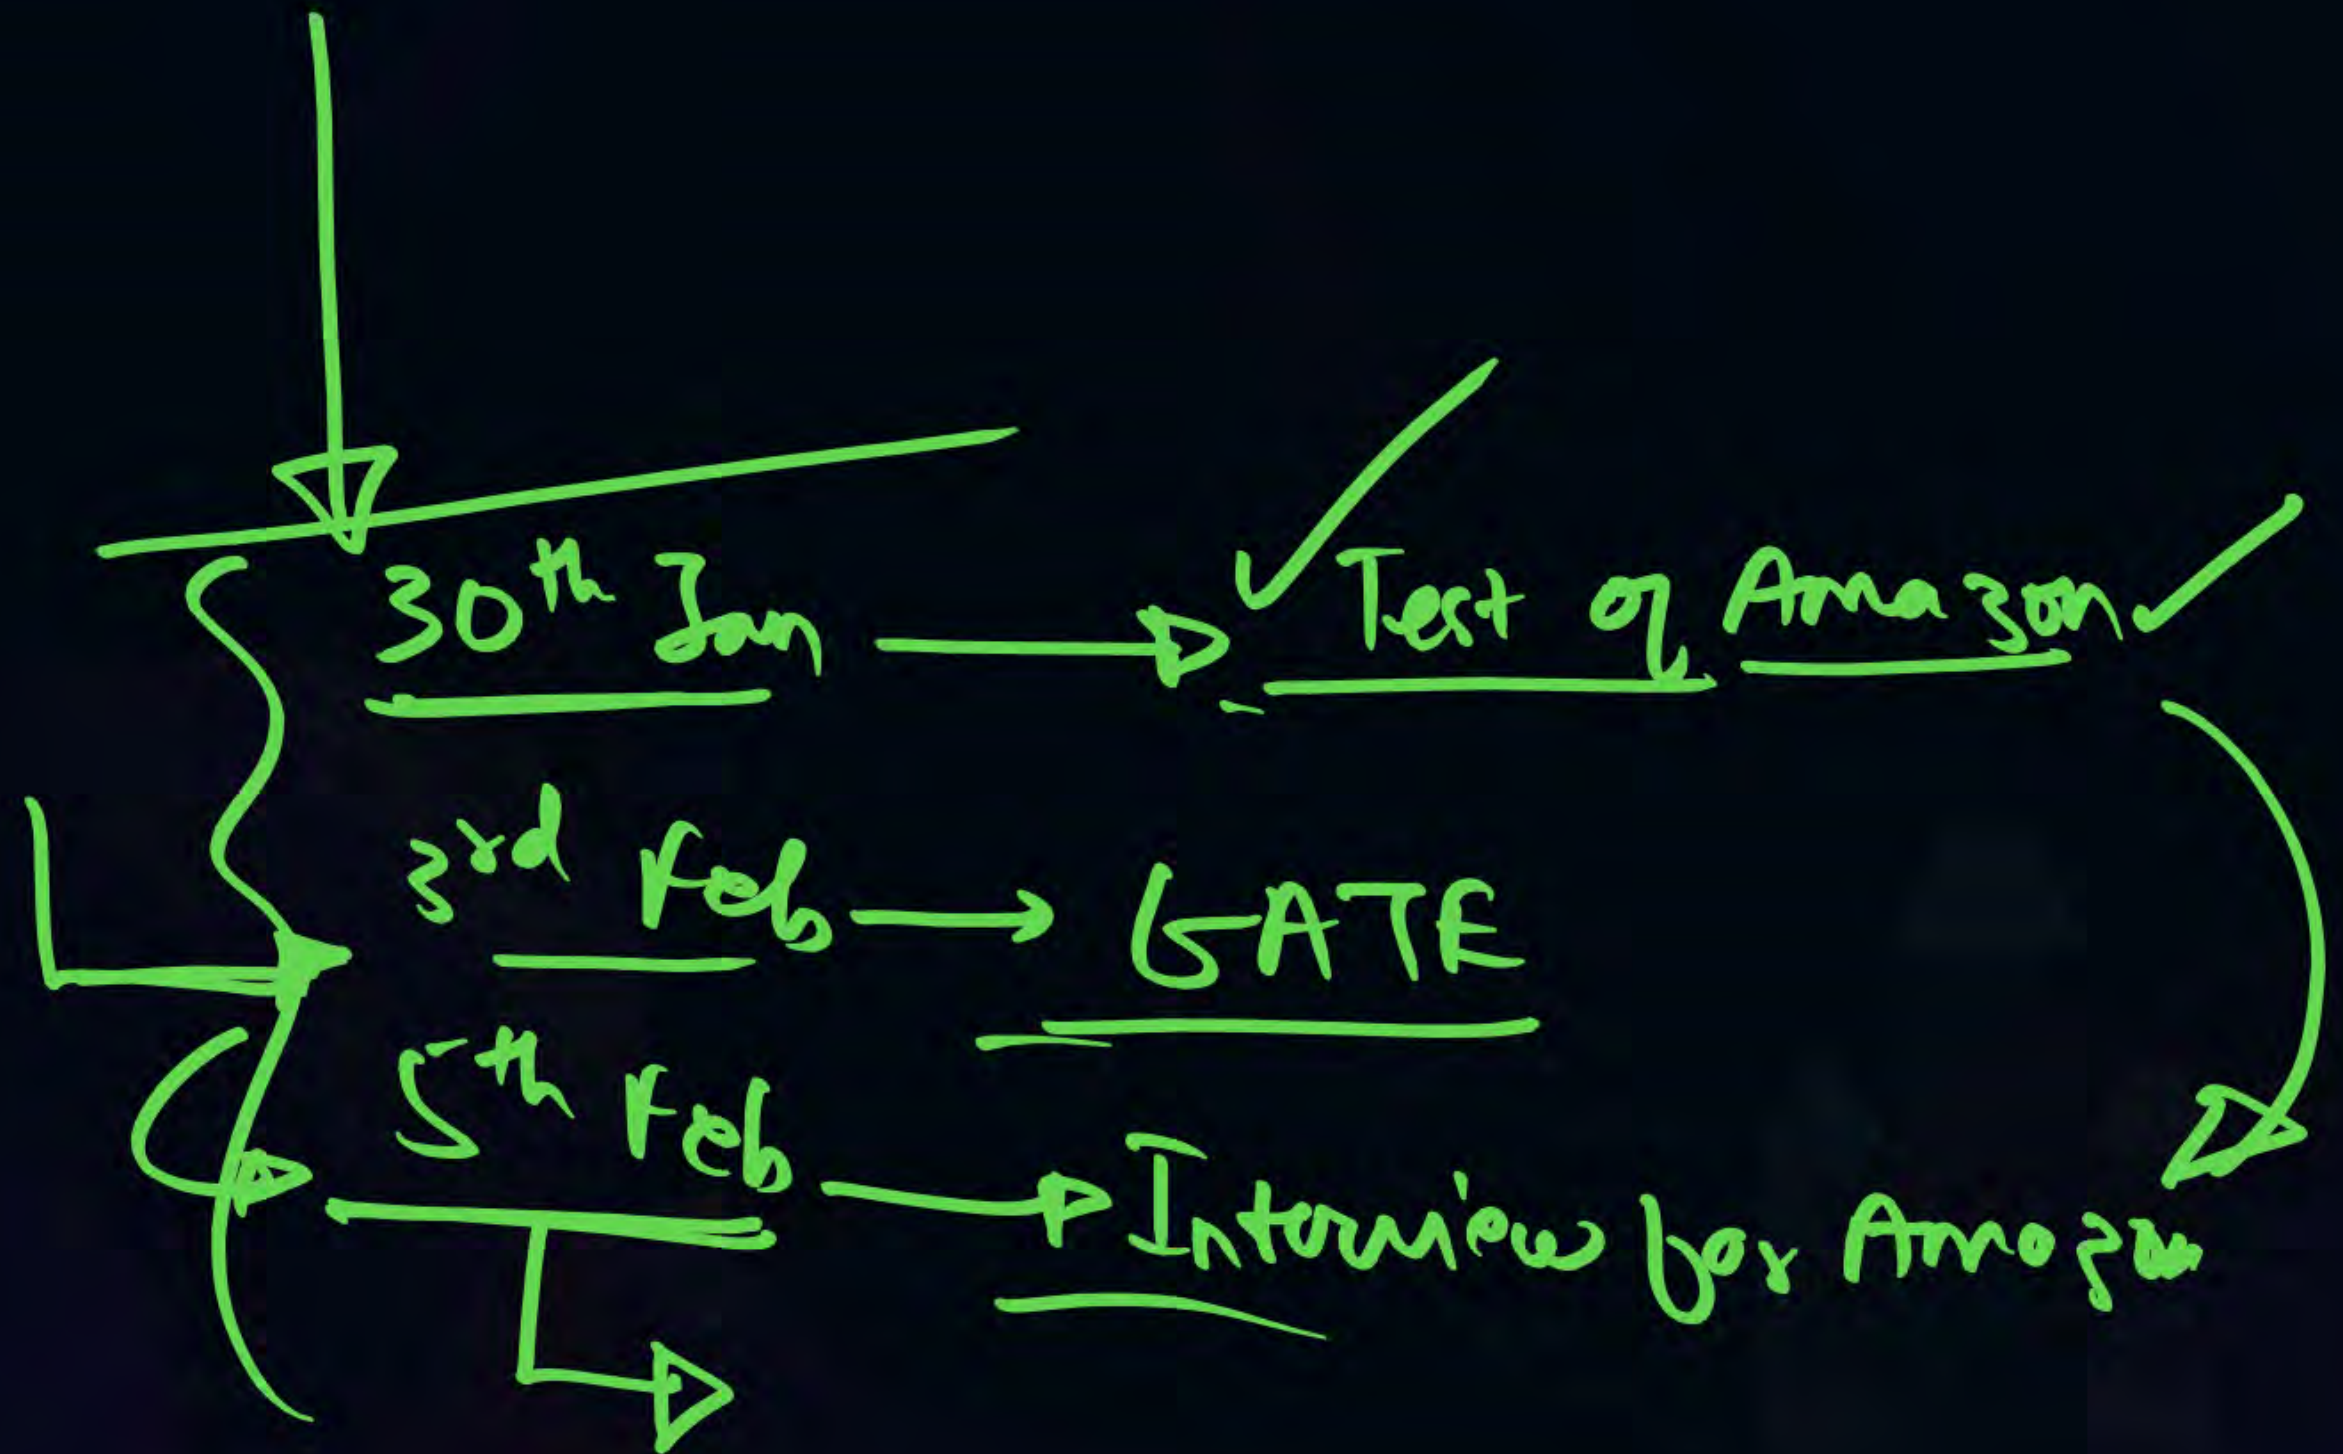 30th Jan → Test of Amazon
3rd Feb → GATE
5th Feb → Interview for Amazon